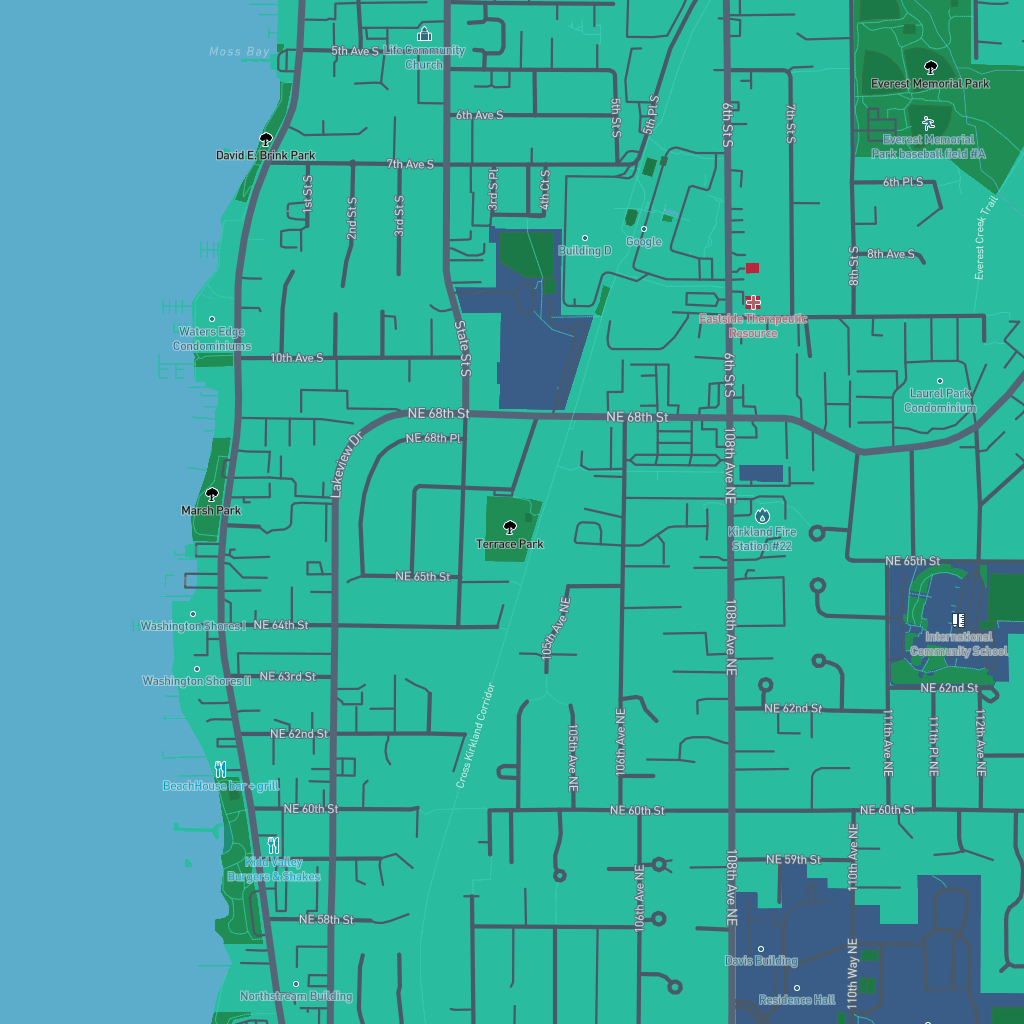 Moss Bay
5th Ave S
Life Community
Church
Everest Memorial Park
6th Ave S
5th St S
5th Pl S
6th St S
7th St S
Everest Memorial
Park baseball field #A
David E. Brink Park
7th Ave S
1st St S
2nd St S
3rd St S
3rd S Pl
4th Ct S
6th Pl S
Everest Creek Trail
Google
Building D
8th St S
8th Ave S
Waters Edge
Condominiums
State St S
Eastside Therapeutic
Resource
10th Ave S
6th St S
Laurel Park
Condominium
NE 68th St
NE 68th St
NE 68th Pl
Lakeview Dr
108th Ave NE
Marsh Park
Terrace Park
Kirkland Fire
Station #22
NE 65th St
NE 65th St
Washington Shores I
NE 64th St
105th Ave NE
108th Ave NE
International
Community School
Washington Shores II
NE 63rd St
NE 62nd St
NE 62nd St
NE 62nd St
Cross Kirkland Corridor
105th Ave NE
106th Ave NE
111th Ave NE
111th Pl NE
112th Ave NE
BeachHouse bar + grill
NE 60th St
NE 60th St
NE 60th St
Kidd Valley
Burgers & Shakes
NE 59th St
108th Ave NE
110th Ave NE
106th Ave NE
NE 58th St
Davis Building
110th Way NE
Northstream Building
Residence Hall